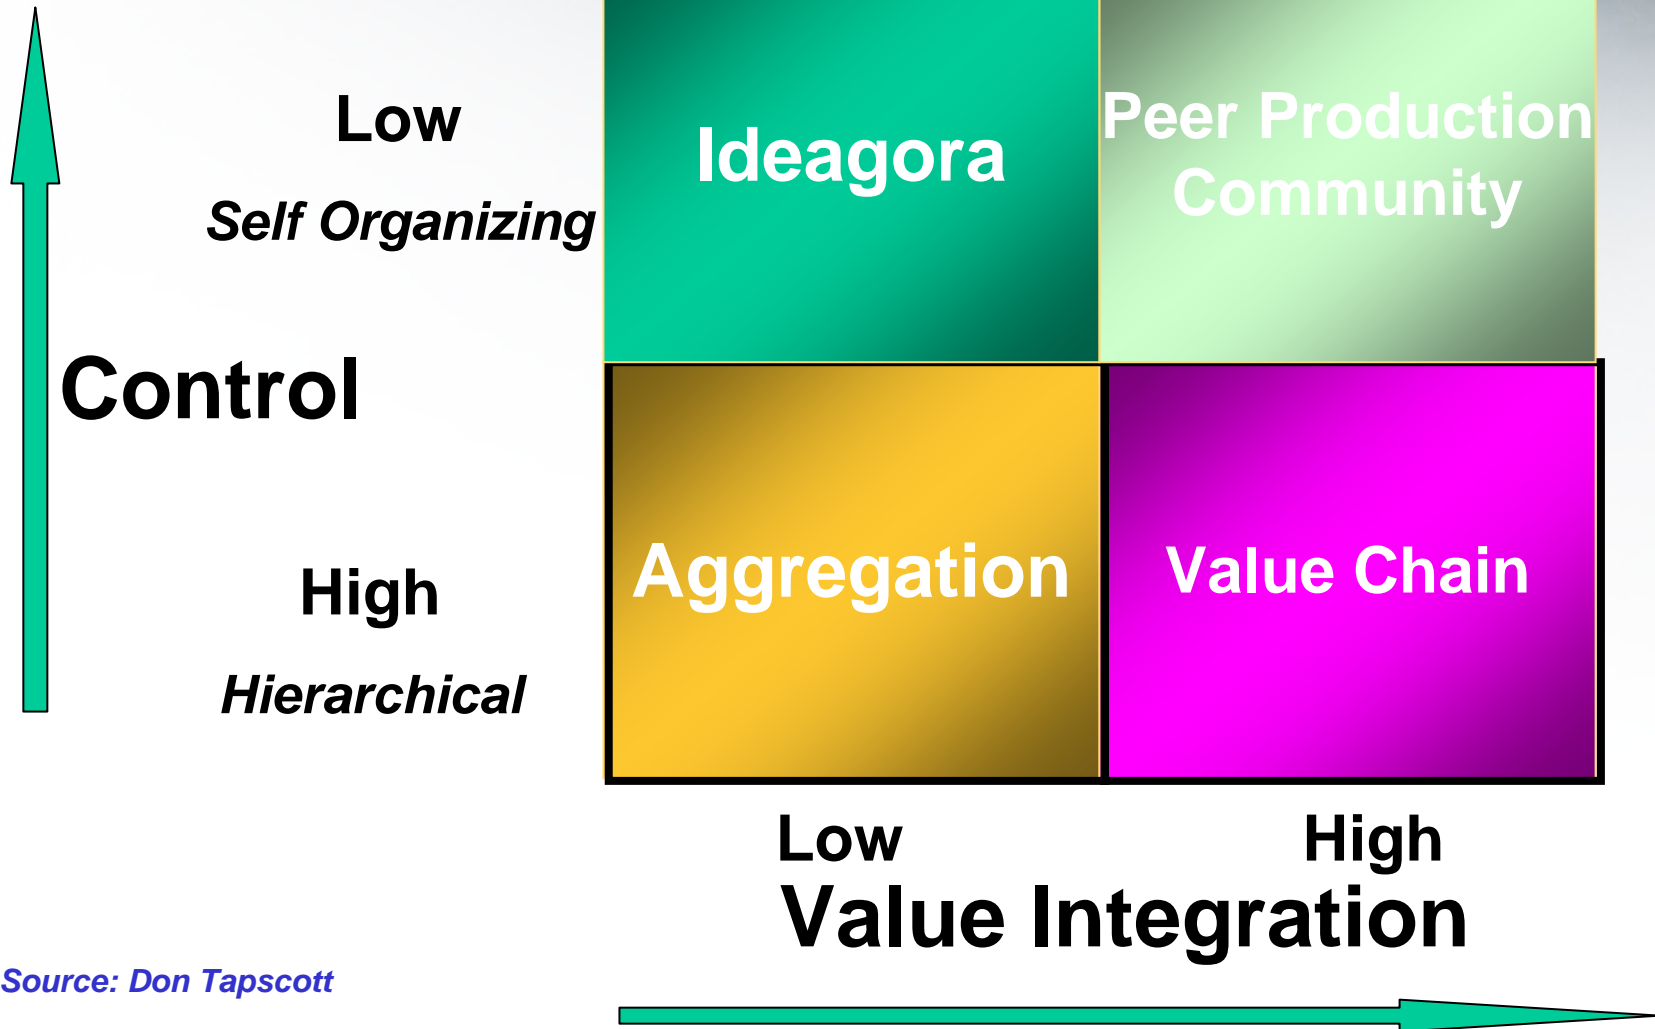 Low
Self Organizing
Control
High
Hierarchical
Ideagora
Peer Production
Community
Aggregation
Value Chain
Low
High
Value Integration
Source: Don Tapscott